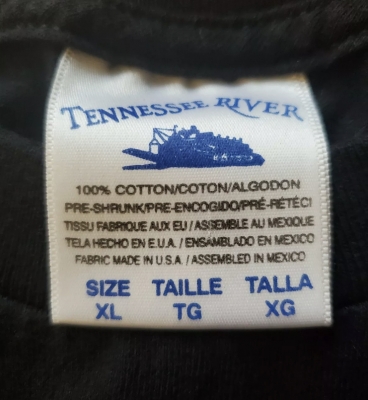 TENNESSEE RIVER
100% COTTON/COTON/ALGODON
PRE-SHRUNK/PRE-ENCOGIDO/PRÉ-RÉTÉCI
TISSU FABRIQUE AUX EU / ASSEMBLE AU MEXIQUE
TELA HECHO EN E.U.A. / ENSAMBLADO EN MEXICO
FABRIC MADE IN U.S.A. / ASSEMBLED IN MEXICO
SIZE TAILLE TALLA
XL TG XG